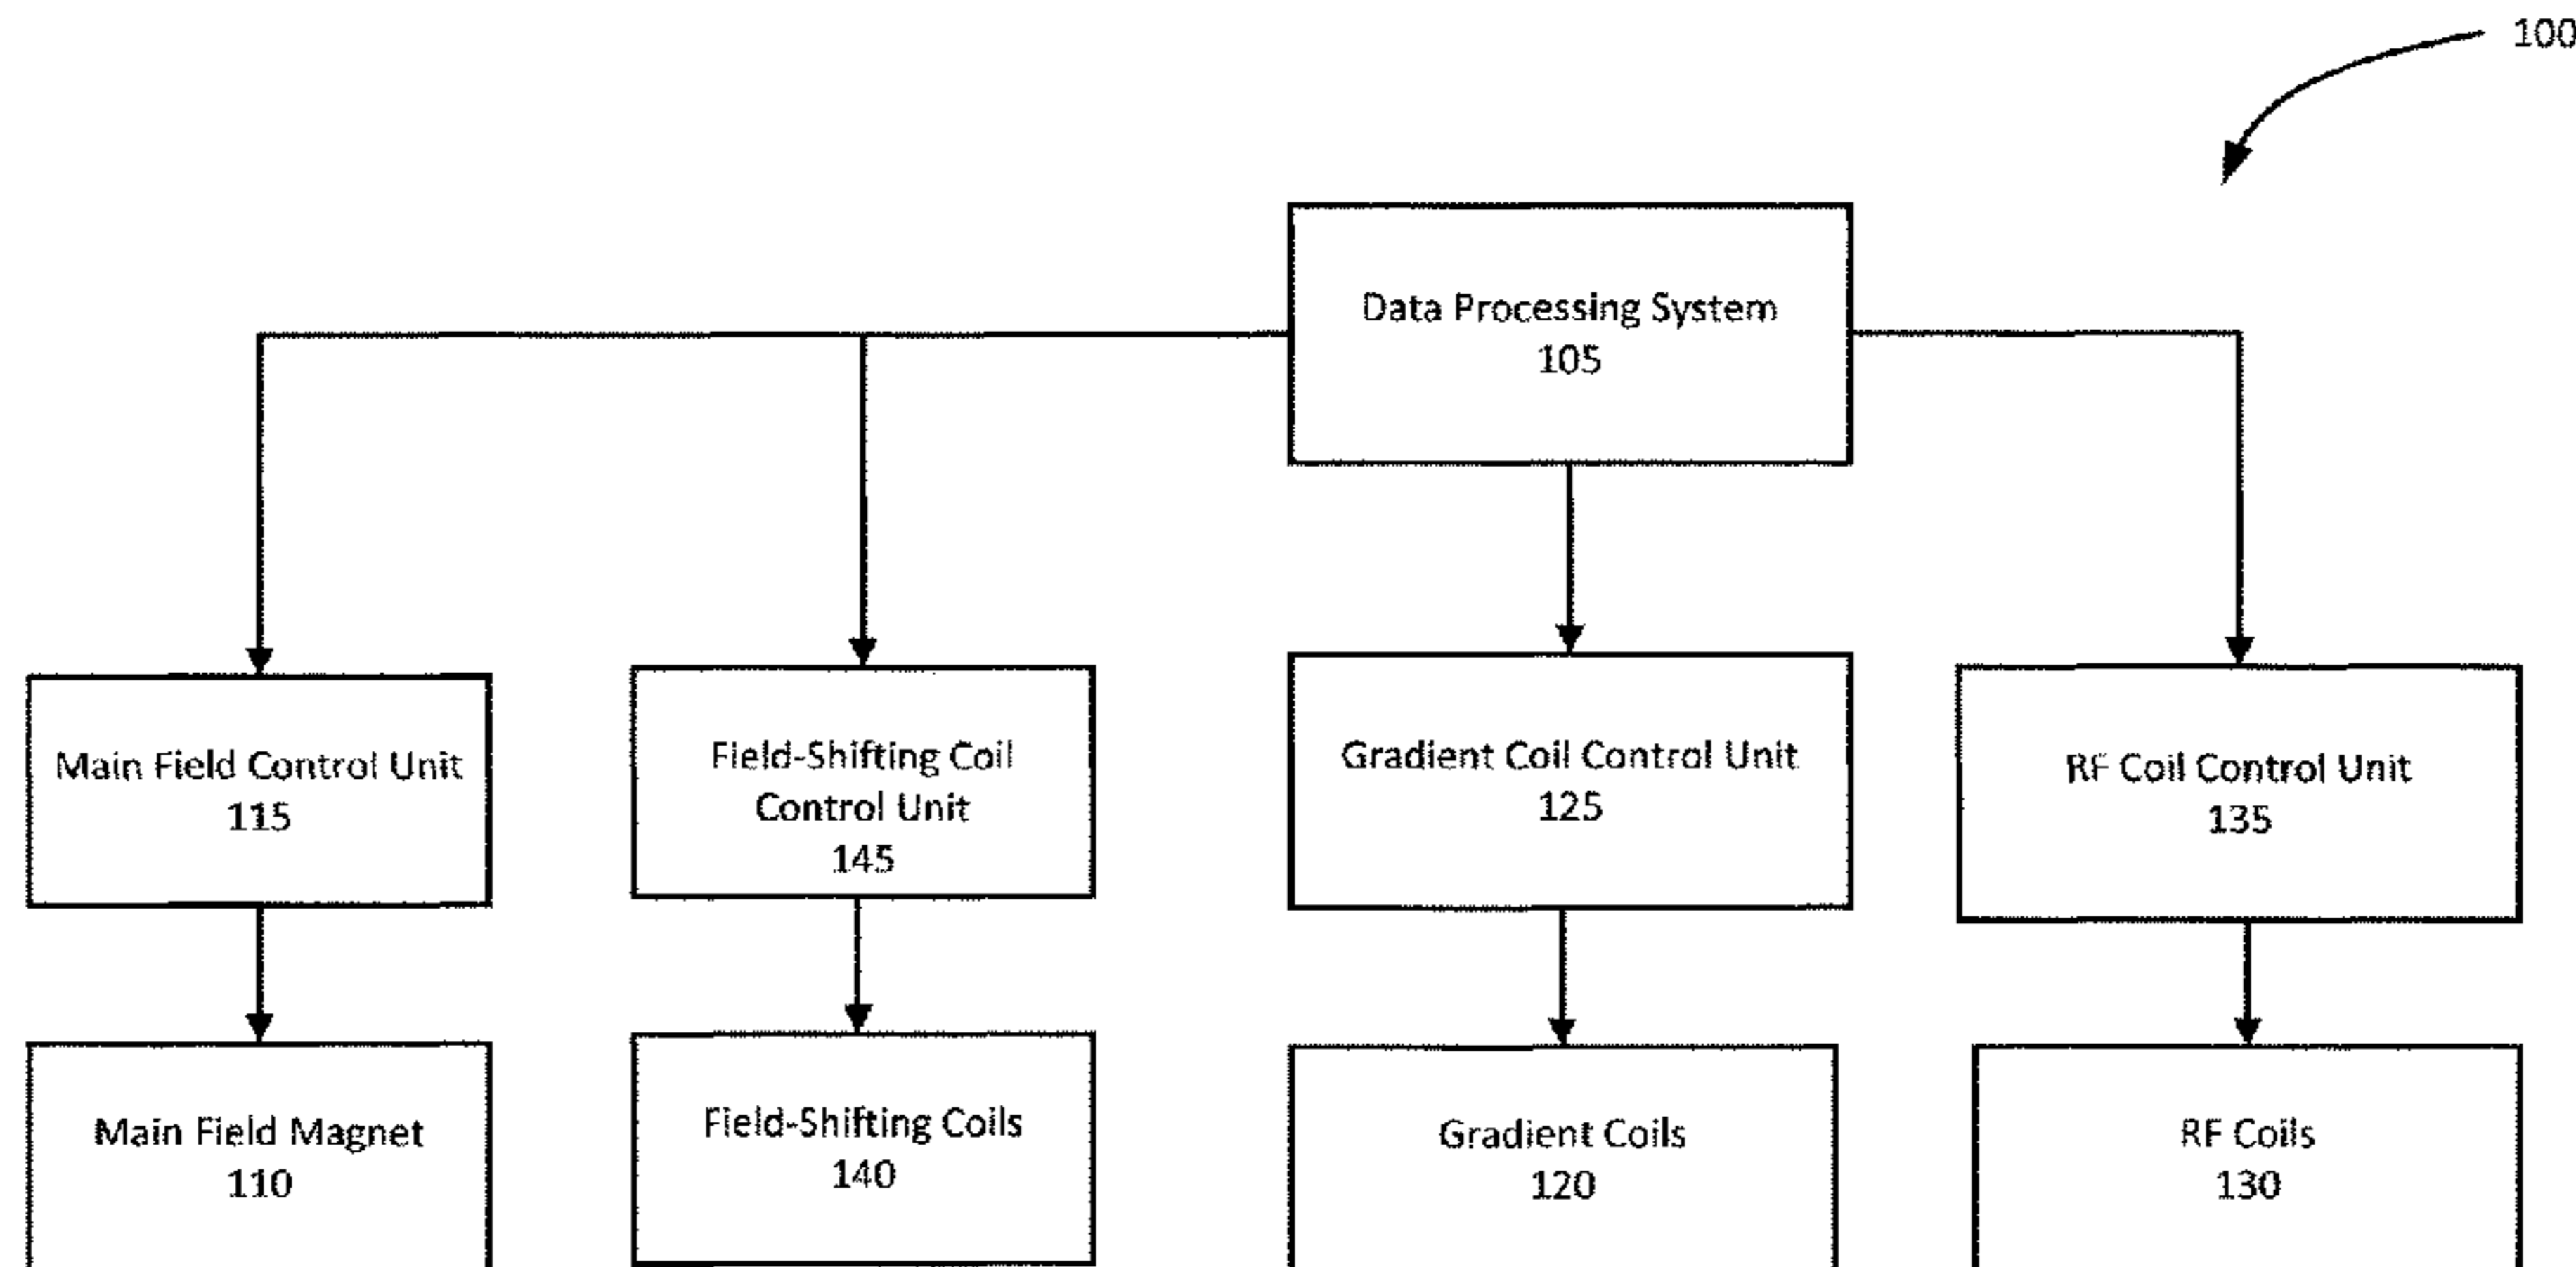 100
Data Processing System
105
Main Field Control Unit
115
Field-Shifting Coil
Control Unit
145
Gradient Coil Control Unit
125
RF Coil Control Unit
135
Main Field Magnet
110
Field-Shifting Coils
140
Gradient Coils
120
RF Coils
130